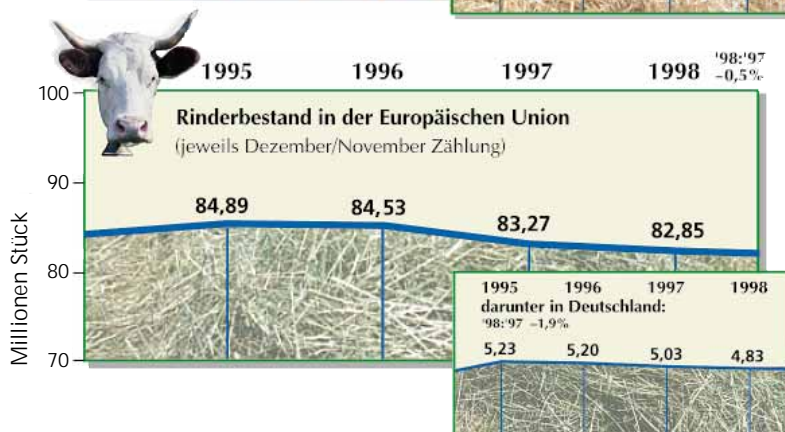 1995 1996 1997 1998 '98:'97
–0,5%
100
Rinderbestand in der Europäischen Union
(jeweils Dezember/November Zählung)
90
84,89 84,53 83,27 82,85
80
70
Millionen Stück
1995 1996 1997 1998
darunter in Deutschland:
'98:'97 –1,9%
5,23 5,20 5,03 4,83